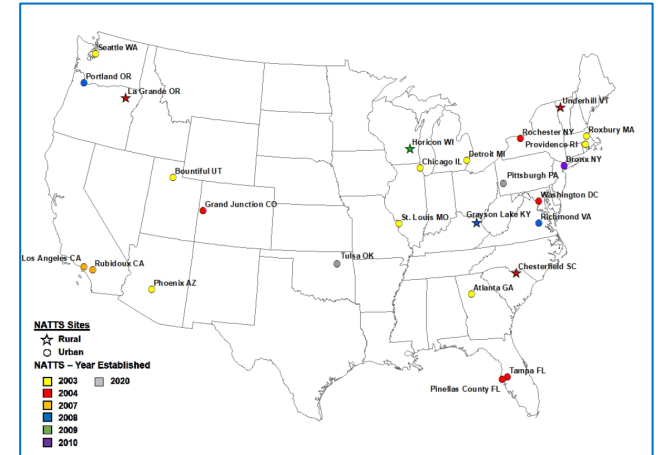 Seattle WA
Portland OR
La Grande OR
Underhill VT
Rochester NY
Roxbury MA
Providence RI
Horicon WI
Detroit MI
Chicago IL
Bronx NY
Bountiful UT
Pittsburgh PA
Washington DC
Grand Junction CO
St. Louis MO
Grayson Lake KY
Richmond VA
Los Angeles CA
Rubidoux CA
Tulsa OK
Chesterfield SC
Phoenix AZ
Atlanta GA
Tampa FL
Pinellas County FL
NATTS Sites
Rural
Urban
NATTS – Year Established
2003
2020
2004
2007
2008
2009
2010